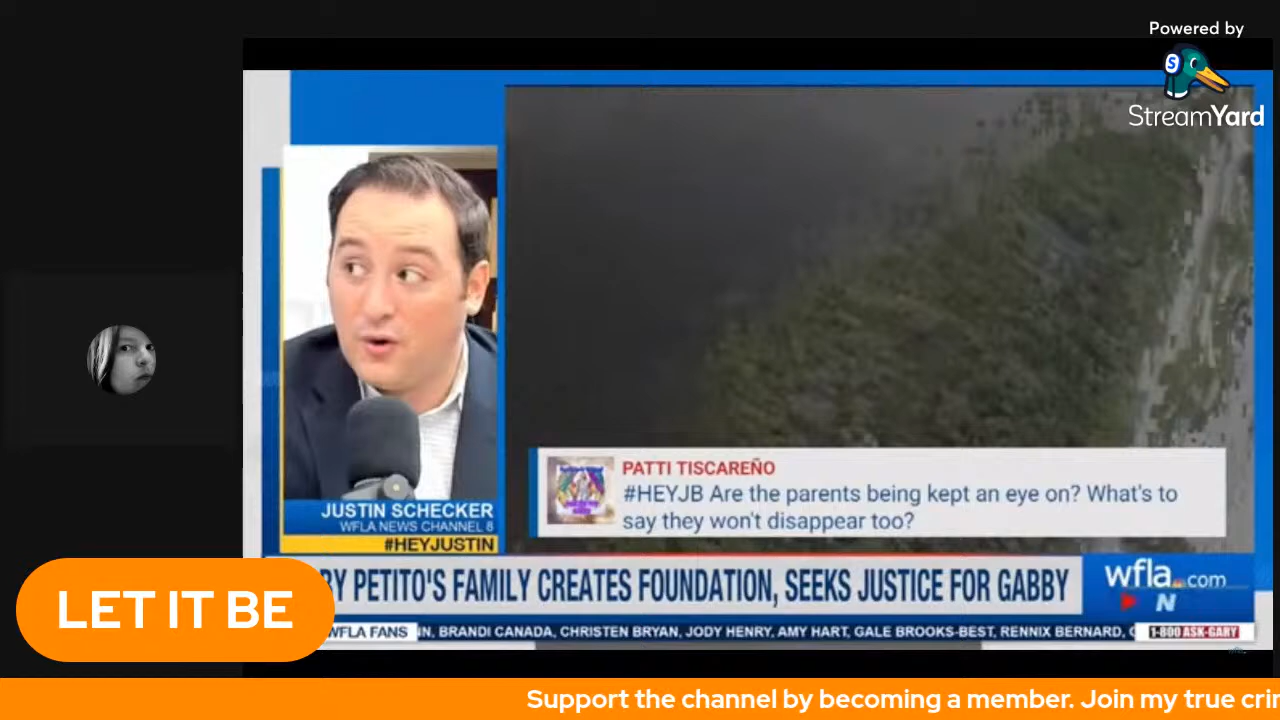 Powered by
StreamYard
PATTI TISCAREÑO
#HEYJB Are the parents being kept an eye on? What's to
say they won't disappear too?
JUSTIN SCHECKER
WFLA NEWS CHANNEL 8
#HEYJUSTIN
BY PETITO'S FAMILY CREATES FOUNDATION, SEEKS JUSTICE FOR GABBY
wfla.com
N
LET IT BE
WFLA FANS IN, BRANDI CANADA, CHRISTEN BRYAN, JODY HENRY, AMY HART, GALE BROOKS-BEST, RENNIX BERNARD, 1-800 ASK-GARY
Support the channel by becoming a member. Join my true cri